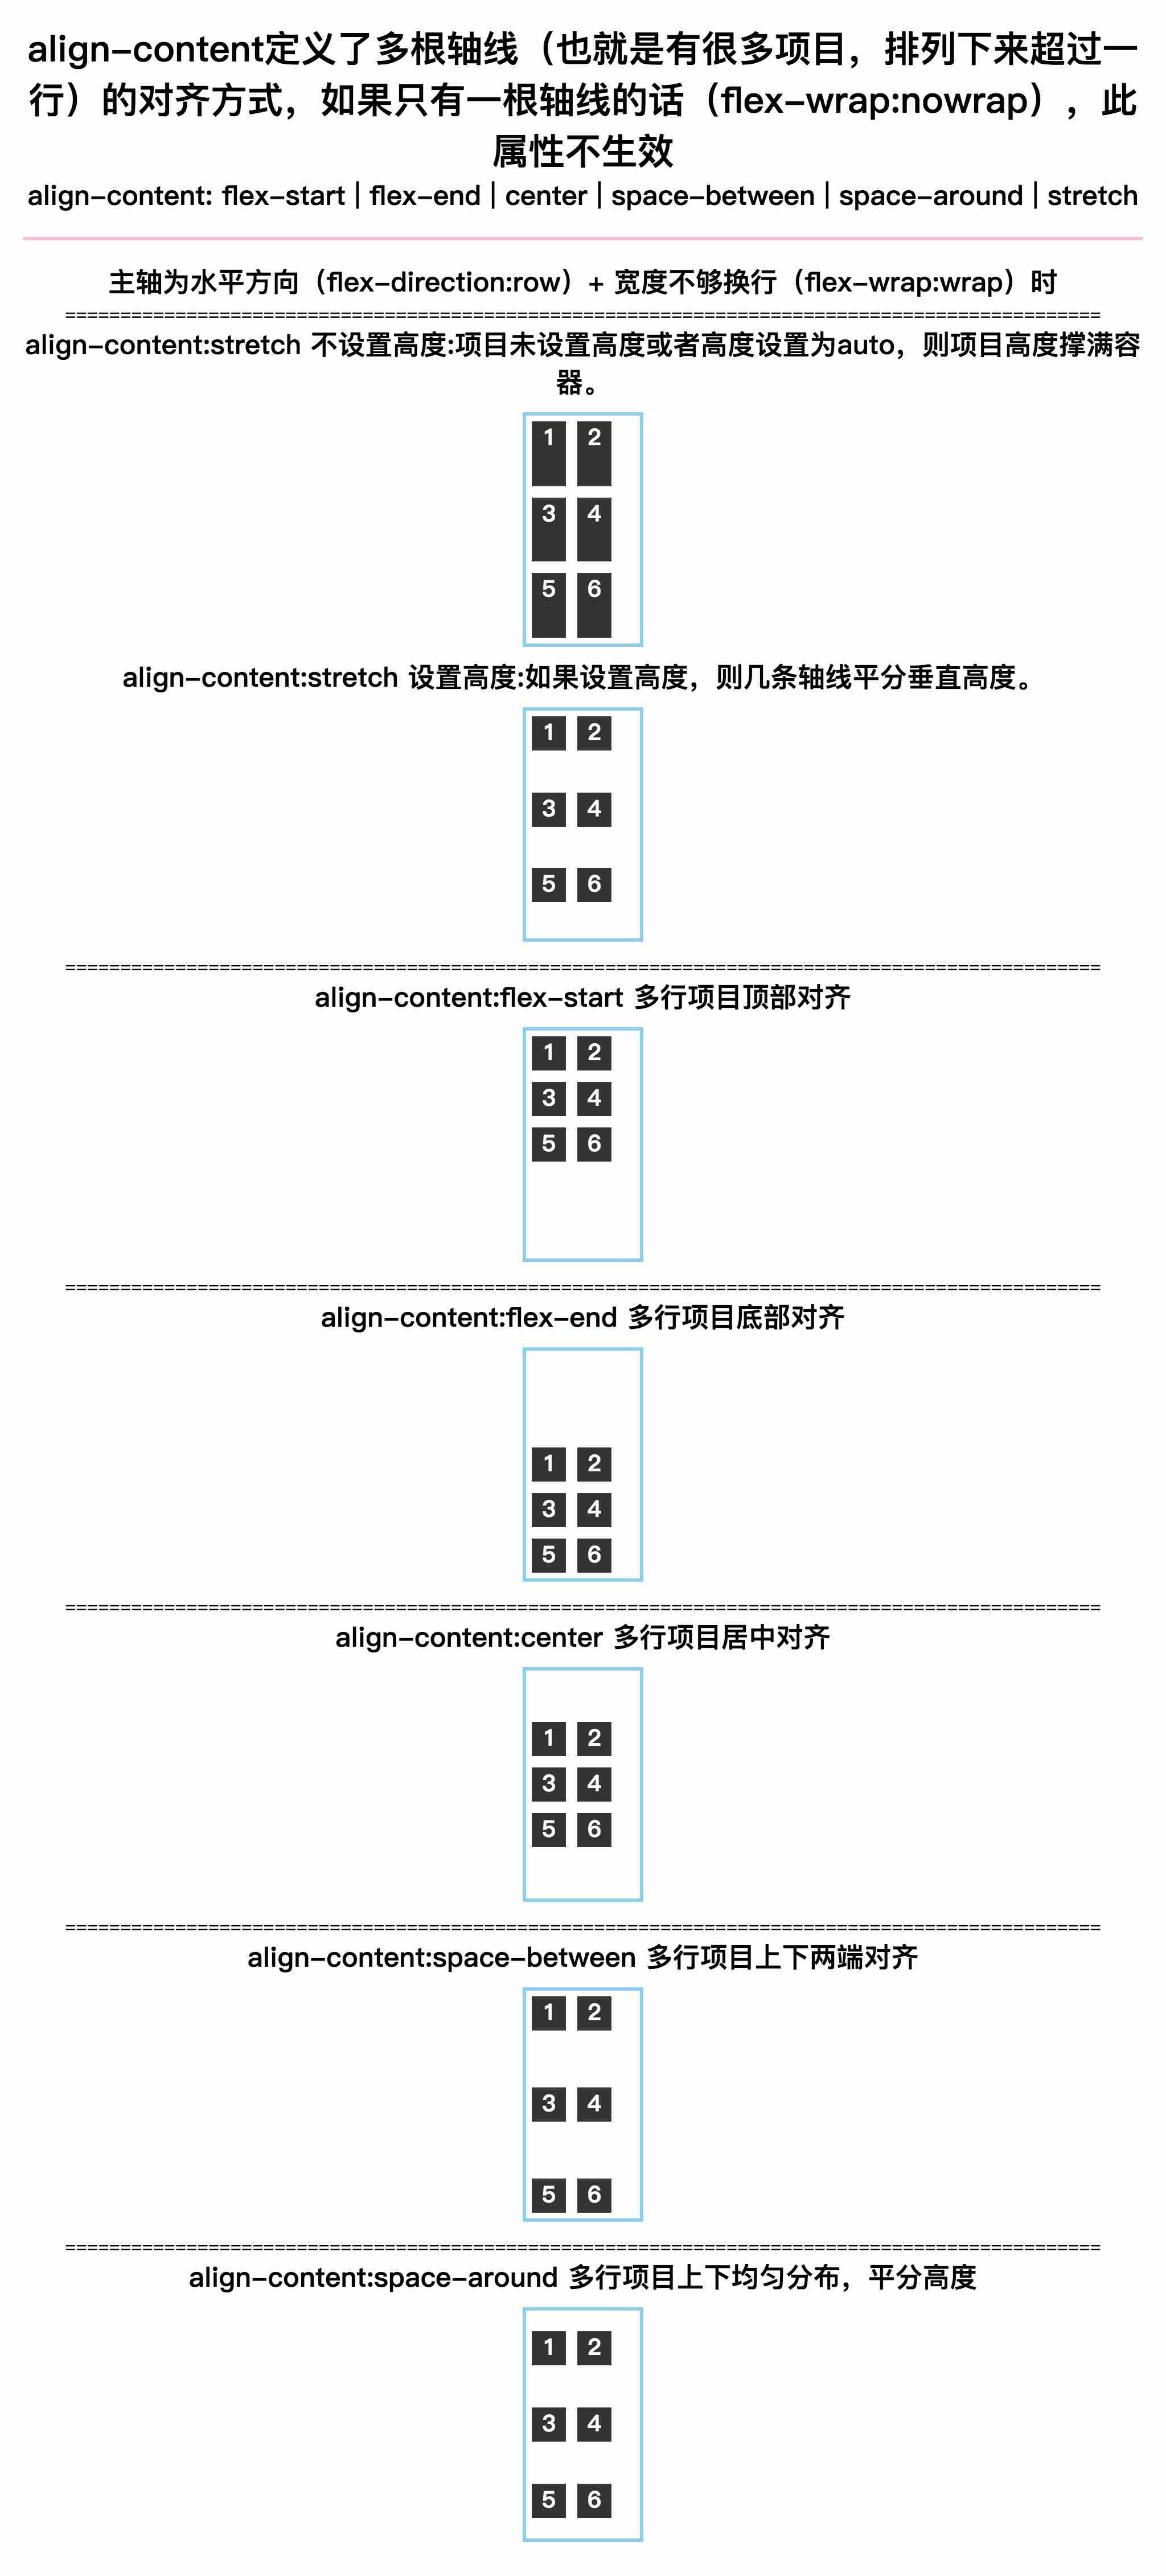 align-content定义了多根轴线（也就是有很多项目，排列下来超过一
行）的对齐方式，如果只有一根轴线的话（flex-wrap:nowrap），此
属性不生效
align-content: flex-start | flex-end | center | space-between | space-around | stretch
主轴为水平方向（flex-direction:row）+ 宽度不够换行（flex-wrap:wrap）时
==============================================================================================
align-content:stretch 不设置高度:项目未设置高度或者高度设置为auto，则项目高度撑满容
器。
1 2
3 4
5 6
align-content:stretch 设置高度:如果设置高度，则几条轴线平分垂直高度。
1 2
3 4
5 6
==============================================================================================
align-content:flex-start 多行项目顶部对齐
1 2
3 4
5 6
==============================================================================================
align-content:flex-end 多行项目底部对齐
1 2
3 4
5 6
==============================================================================================
align-content:center 多行项目居中对齐
1 2
3 4
5 6
==============================================================================================
align-content:space-between 多行项目上下两端对齐
1 2
3 4
5 6
==============================================================================================
align-content:space-around 多行项目上下均匀分布，平分高度
1 2
3 4
5 6